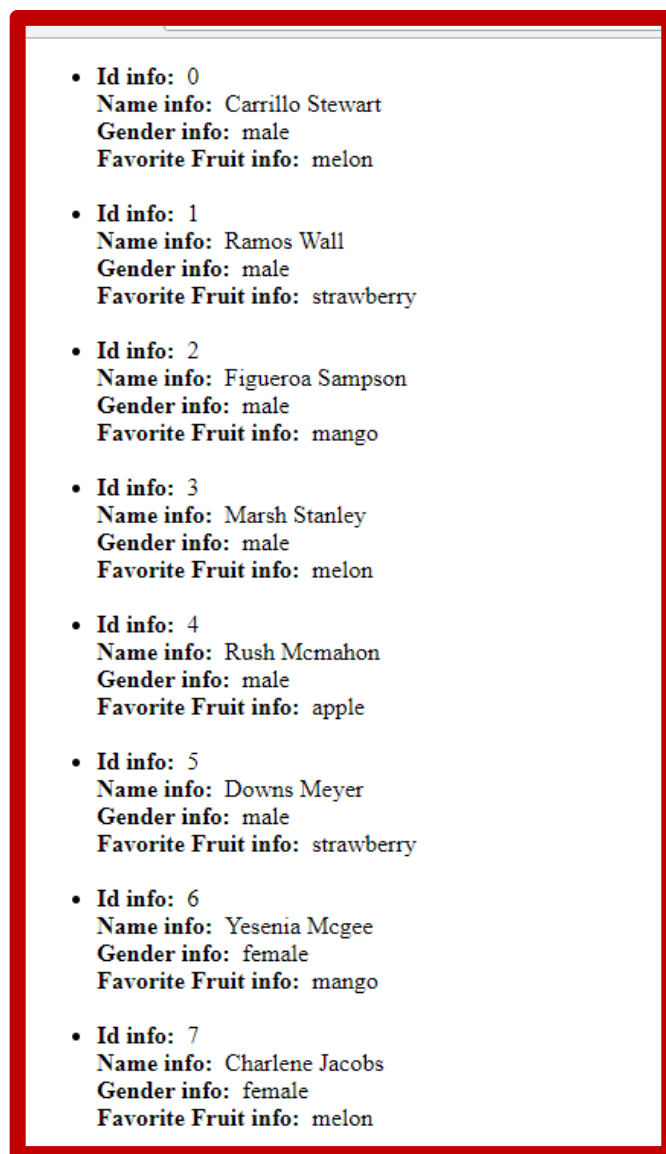 Id info: 0
Name info: Carrillo Stewart
Gender info: male
Favorite Fruit info: melon
Id info: 1
Name info: Ramos Wall
Gender info: male
Favorite Fruit info: strawberry
Id info: 2
Name info: Figueroa Sampson
Gender info: male
Favorite Fruit info: mango
Id info: 3
Name info: Marsh Stanley
Gender info: male
Favorite Fruit info: melon
Id info: 4
Name info: Rush Mcmahon
Gender info: male
Favorite Fruit info: apple
Id info: 5
Name info: Downs Meyer
Gender info: male
Favorite Fruit info: strawberry
Id info: 6
Name info: Yesenia Mcgee
Gender info: female
Favorite Fruit info: mango
Id info: 7
Name info: Charlene Jacobs
Gender info: female
Favorite Fruit info: melon